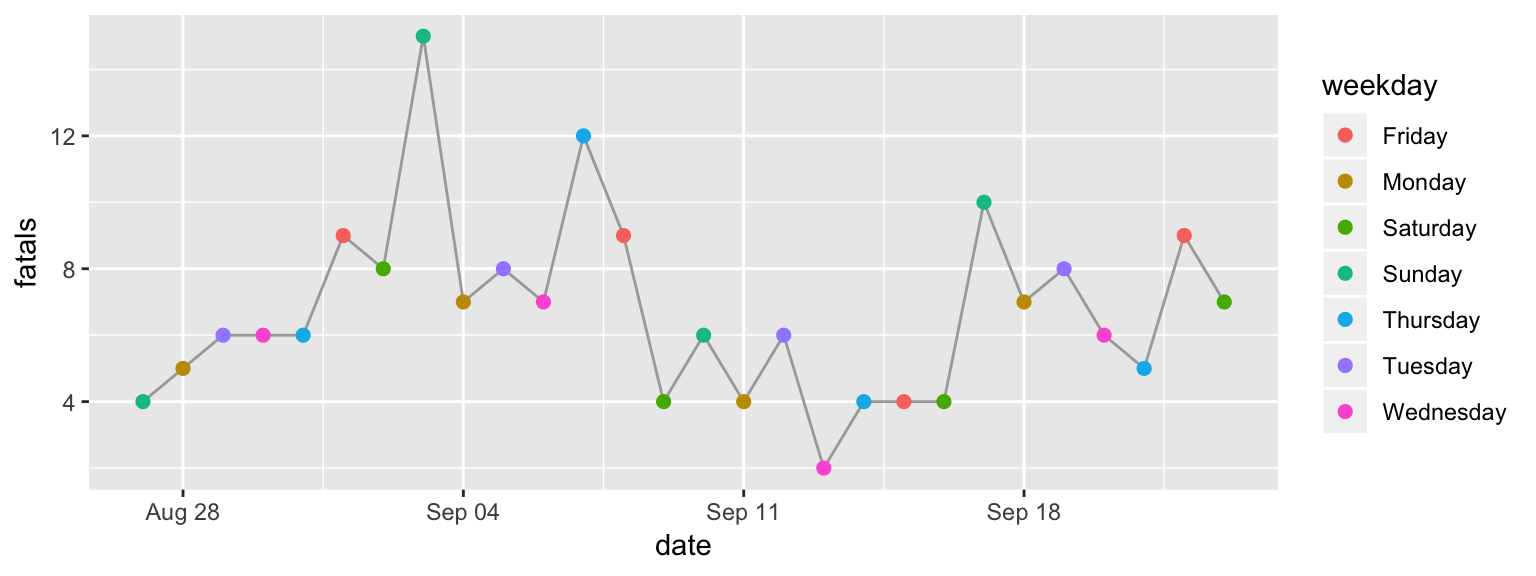 fatals
12
8
4
Aug 28
Sep 04
Sep 11
Sep 18
date
weekday
Friday
Monday
Saturday
Sunday
Thursday
Tuesday
Wednesday